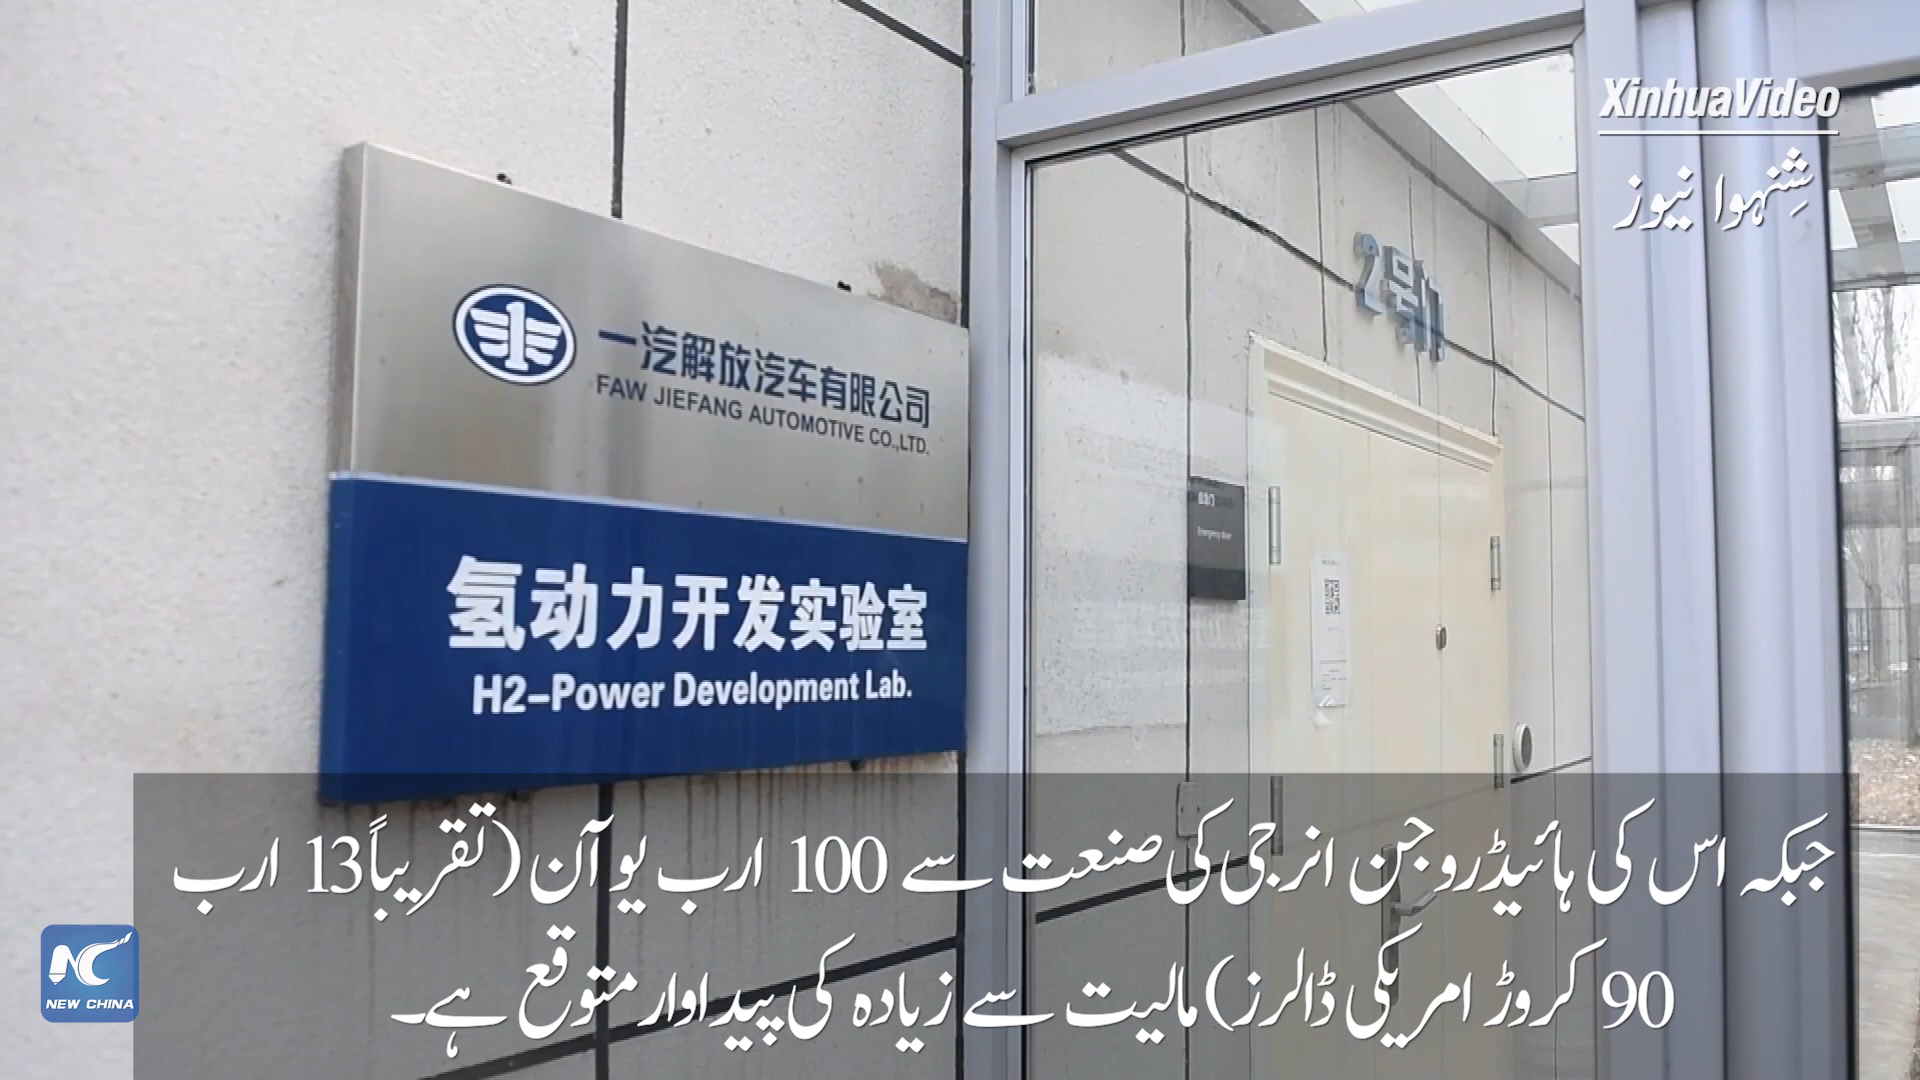 XinhuaVideo
شِنہوا نیوز
2号门
一汽解放汽车有限公司
FAW JIEFANG AUTOMOTIVE CO.,LTD.
Emergency door
氢动力开发实验室
H2-Power Development Lab.
جبکہ اس کی ہائیڈروجن انرجی کی صنعت سے 100 ارب یوآن (تقریباً 13 ارب
90 کروڑ امریکی ڈالرز) مالیت سے زیادہ کی پیداوار متوقع ہے۔
NEW CHINA